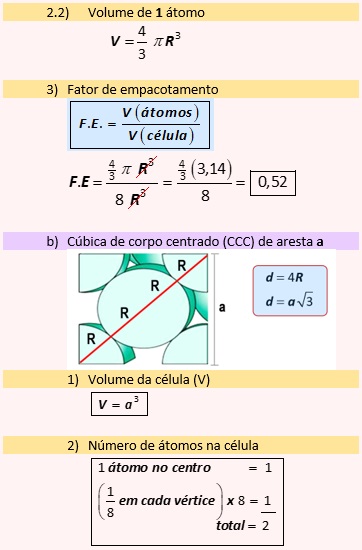 2.2) Volume de 1 átomo
V = 4/3 π R³
3) Fator de empacotamento
F.E. = V (átomos) / V (célula)
F.E = 4/3 π R³ / 8 R³ = 4/3 (3,14) / 8 = 0,52
b) Cúbica de corpo centrado (CCC) de aresta a
R
R
R
R
a
d = 4R
d = a√3
1) Volume da célula (V)
V = a³
2) Número de átomos na célula
1 átomo no centro = 1
(1/8 em cada vértice) x 8 = 1
total = 2